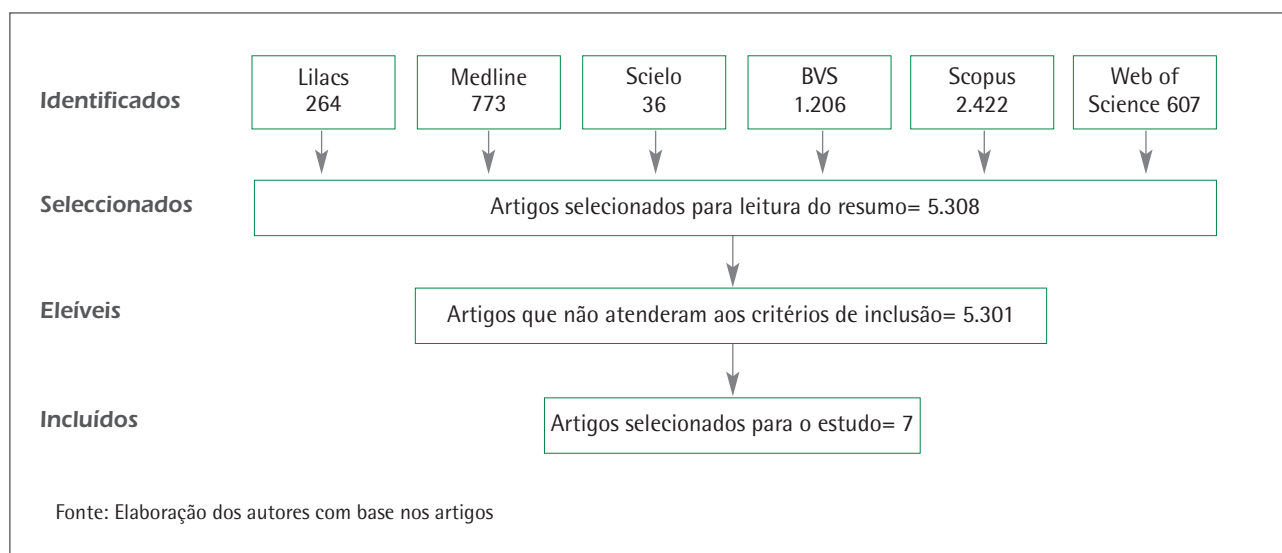 Identificados
Lilacs
264
Medline
773
Scielo
36
BVS
1.206
Scopus
2.422
Web of
Science 607
Seleccionados
Artigos selecionados para leitura do resumo= 5.308
Eleíveis
Artigos que não atenderam aos critérios de inclusão= 5.301
Incluídos
Artigos selecionados para o estudo= 7
Fonte: Elaboração dos autores com base nos artigos